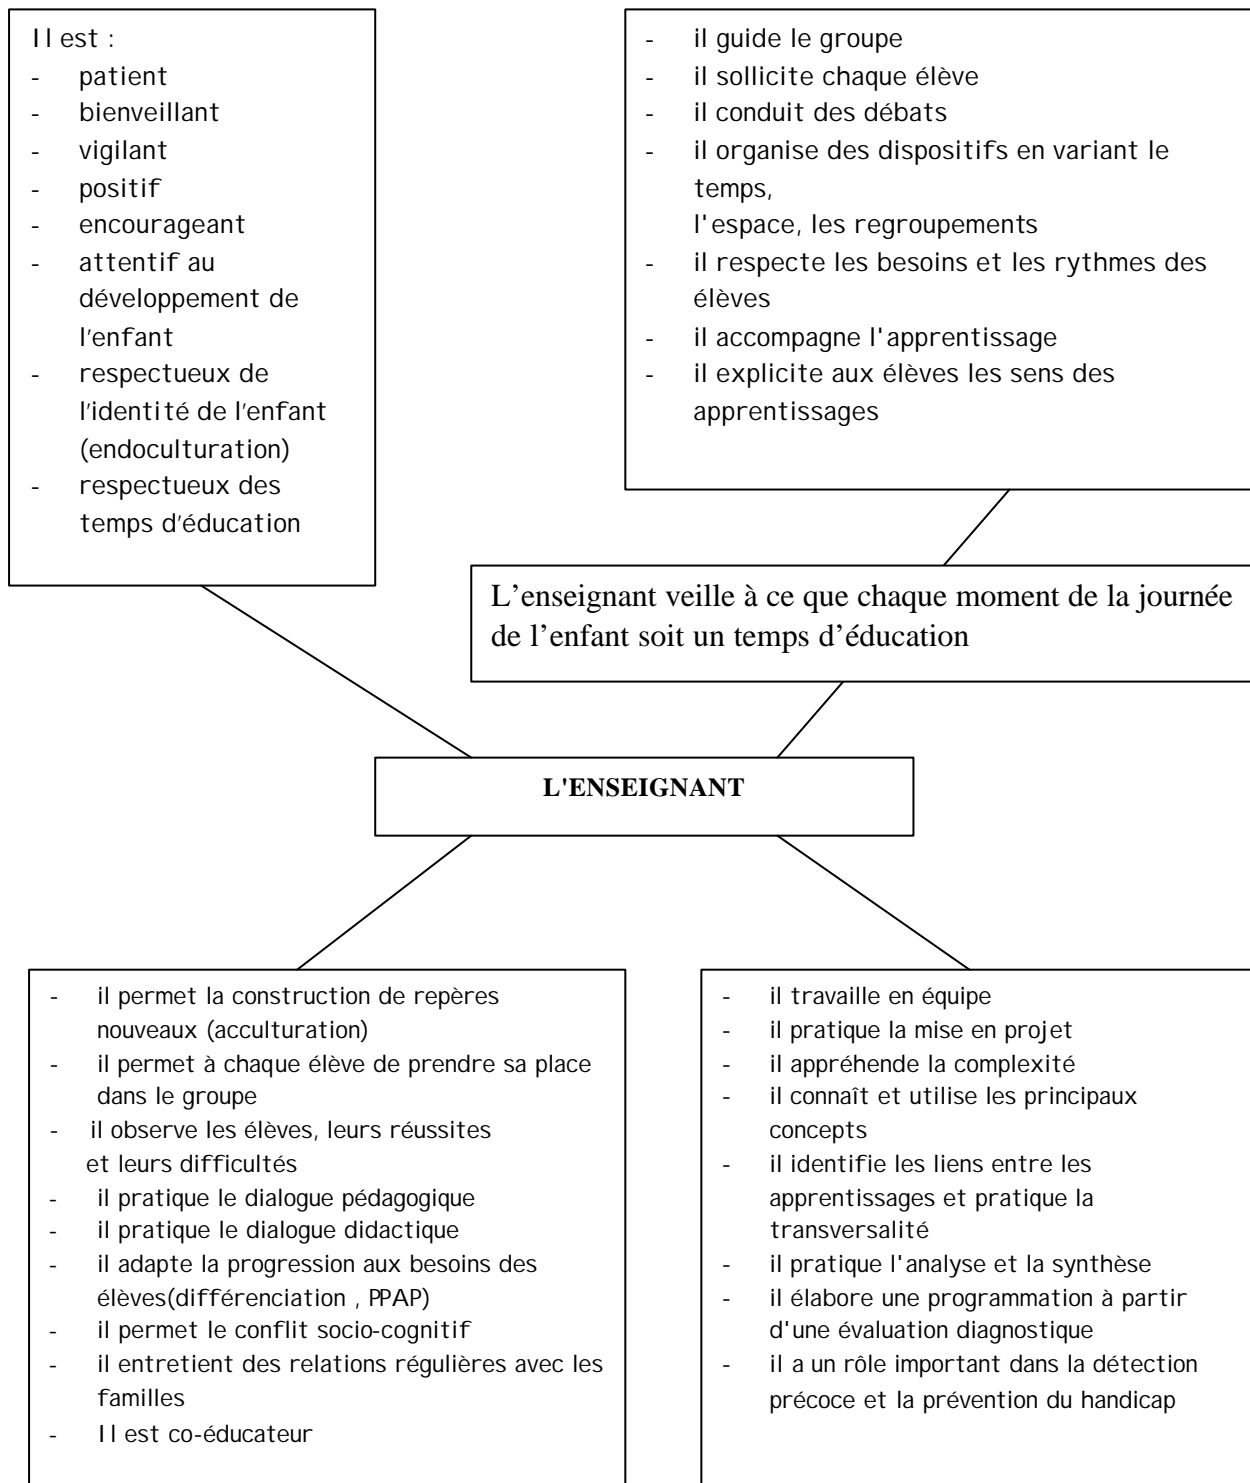 Il est :
- patient
- bienveillant
- vigilant
- positif
- encourageant
- attentif au
développement de
l'enfant
- respectueux de
l'identité de l'enfant
(endoculturation)
- respectueux des
temps d'éducation
- il guide le groupe
- il sollicite chaque élève
- il conduit des débats
- il organise des dispositifs en variant le
temps,
l'espace, les regroupements
- il respecte les besoins et les rythmes des
élèves
- il accompagne l'apprentissage
- il explicite aux élèves les sens des
apprentissages
L'enseignant veille à ce que chaque moment de la journée
de l'enfant soit un temps d'éducation
L'ENSEIGNANT
- il permet la construction de repères
nouveaux (acculturation)
- il permet à chaque élève de prendre sa place
dans le groupe
- il observe les élèves, leurs réussites
et leurs difficultés
- il pratique le dialogue pédagogique
- il pratique le dialogue didactique
- il adapte la progression aux besoins des
élèves(différenciation , PPAP)
- il permet le conflit socio-cognitif
- il entretient des relations régulières avec les
familles
- Il est co-éducateur
- il travaille en équipe
- il pratique la mise en projet
- il appréhende la complexité
- il connaît et utilise les principaux
concepts
- il identifie les liens entre les
apprentissages et pratique la
transversalité
- il pratique l'analyse et la synthèse
- il élabore une programmation à partir
d'une évaluation diagnostique
- il a un rôle important dans la détection
précoce et la prévention du handicap